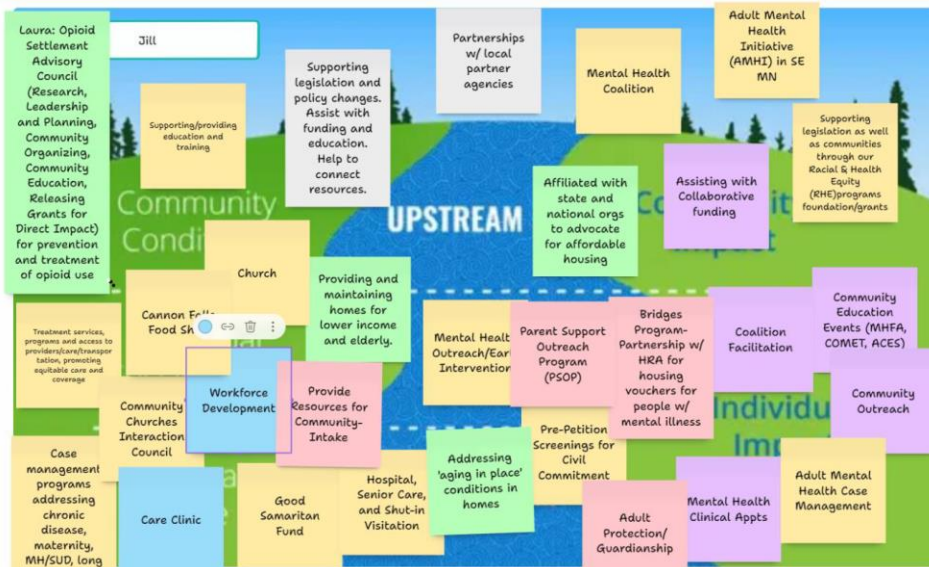 Laura: Opioid
Settlement
Advisory
Council
(Research,
Leadership
and Planning,
Community
Organizing,
Community
Education,
Releasing
Grants for
Direct Impact)
for prevention
and treatment
of opioid use
Jill
Supporting/providing
education and
training
Supporting
legislation and
policy changes.
Assist with
funding and
education.
Help to
connect
resources.
Partnerships
w/ local
partner
agencies
Mental Health
Coalition
Adult Mental
Health
Initiative
(AMHI) in SE
MN
Supporting
legislation as well
as communities
through our
Racial & Health
Equity
(RHE)programs
foundation/grants
Community
UPSTREAM
Affiliated with
state and
national orgs
to advocate
for affordable
housing
Assisting with
Collaborative
funding
Church
Providing and
maintaining
homes for
lower income
and elderly.
Cannon Falls
Food
Treatment services,
programs and access to
providers/care/transpor
tation, promoting
equitable care and
coverage
Workforce
Development
Provide
Resources for
Community-
Intake
Mental Health
Intervention
Parent Support
Outreach
Program
(PSOP)
Bridges
Program-
Partnership w/
HRA for
housing
vouchers for
people w/
mental illness
Coalition
Facilitation
Community
Education
Events (MHFA,
COMET, ACES)
Community
Outreach
Community
Churches
Interaction
Council
Individu
Case
management
programs
addressing
chronic
disease,
maternity,
MH/SUD, long
Care Clinic
Good
Samaritan
Fund
Hospital,
Senior Care,
and Shut-in
Visitation
Addressing
'aging in place'
conditions in
homes
Pre-Petition
Screenings for
Civil
Commitment
Adult
Protection/
Guardianship
Mental Health
Clinical Appts
Adult Mental
Health Case
Management